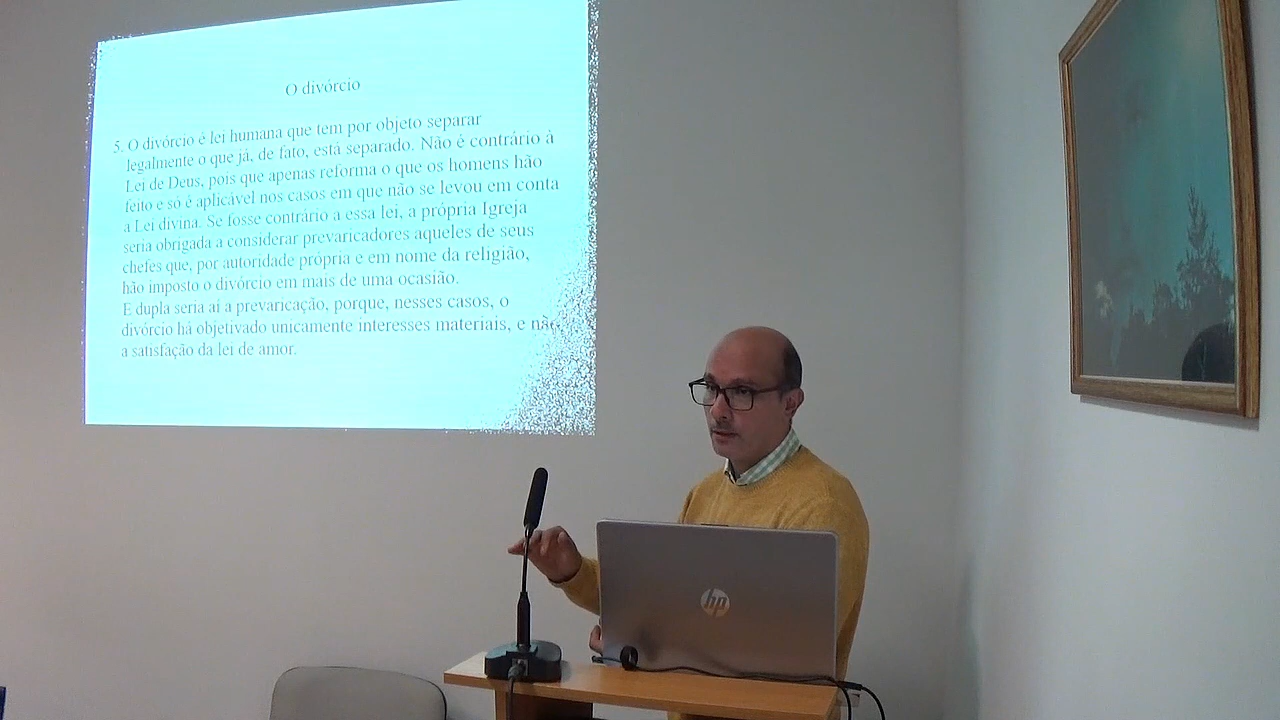 O divórcio
5. O divórcio é lei humana que tem por objeto separar
legalmente o que já, de fato, está separado. Não é contrário à
Lei de Deus, pois que apenas reforma o que os homens hão
feito e só é aplicável nos casos em que não se levou em conta
a Lei divina. Se fosse contrário a essa lei, a própria Igreja
seria obrigada a considerar prevaricadores aqueles de seus
chefes que, por autoridade própria e em nome da religião,
hão imposto o divórcio em mais de uma ocasião.
E dupla seria aí a prevaricação, porque, nesses casos, o
divórcio há objetivado unicamente interesses materiais, e não
a satisfação da lei de amor.
hp